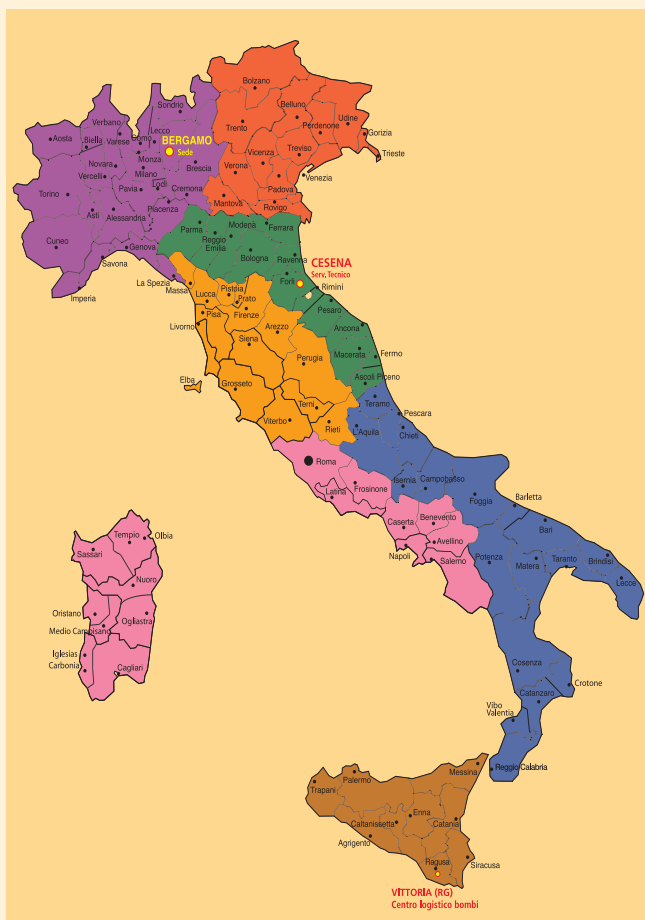 Bolzano
Sondrio
Belluno
Verbano
Lecco
Trento
Udine
Pordenone
Gorizia
Aosta
Biella
Varese
Como
BERGAMO
Sede
Vicenza
Treviso
Trieste
Novara
Monza
Brescia
Verona
Venezia
Vercelli
Milano
Padova
Torino
Pavia
Lodi
Cremona
Mantova
Rovigo
Asti
Alessandria
Piacenza
Parma
Modena
Ferrara
Cuneo
Genova
Reggio
Emilia
Savona
Bologna
Ravenna
CESENA
Serv,Tecnico
La Spezia
Massa
Forlì
Rimini
Imperia
Lucca
Pistoia
Prato
Pesaro
Pisa
Firenze
Livorno
Arezzo
Ancona
Siena
Macerata
Fermo
Perugia
Elba
Grosseto
Ascoli Piceno
Terni
Teramo
Viterbo
Rieti
L'Aquila
Pescara
Chieti
Roma
Isernia
Campobasso
Latina
Frosinone
Foggia
Barletta
Caserta
Benevento
Bari
Tempio
Olbia
Avellino
Sassari
Napoli
Salerno
Potenza
Matera
Taranto
Brindisi
Nuoro
Lecce
Oristano
Ogliastra
Medio Campisano
Iglesias
Carbonia
Cagliari
Cosenza
Crotone
Catanzaro
Vibo
Valentia
Messina
Reggio Calabria
Palermo
Trapani
Enna
Caltanissetta
Catania
Agrigento
Ragusa
Siracusa
VITTORIA (RG)
Centro logistico bombi